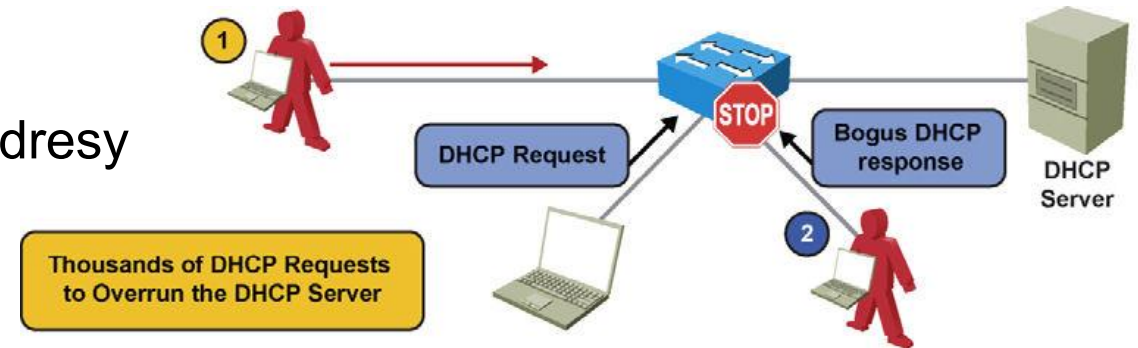 1
dresy
DHCP Request
STOP
Bogus DHCP
response
DHCP
Server
2
Thousands of DHCP Requests
to Overrun the DHCP Server